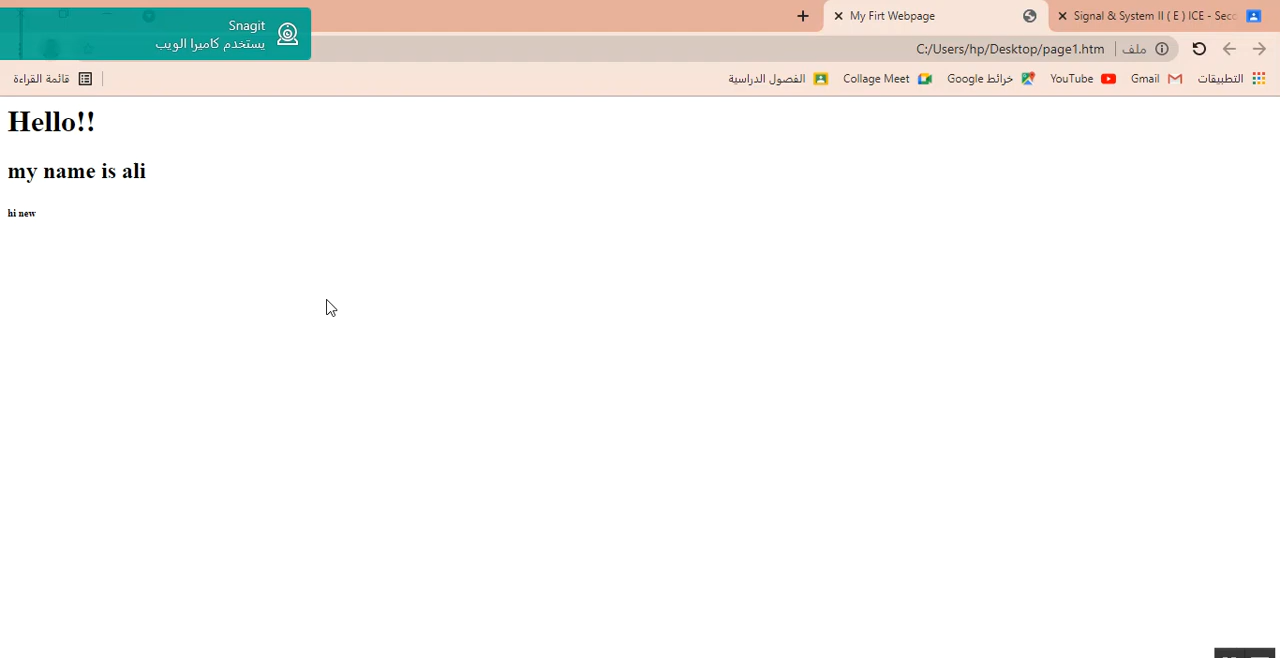 Snagit
يستخدم كاميرا الويب
My Firt Webpage
Signal & System II ( E ) ICE - Seco
ملف
C:/Users/hp/Desktop/page1.htm
التطبيقات
Gmail
YouTube
خرائط Google
Collage Meet
الفصول الدراسية
قائمة القراءة
Hello!!
my name is ali
hi new